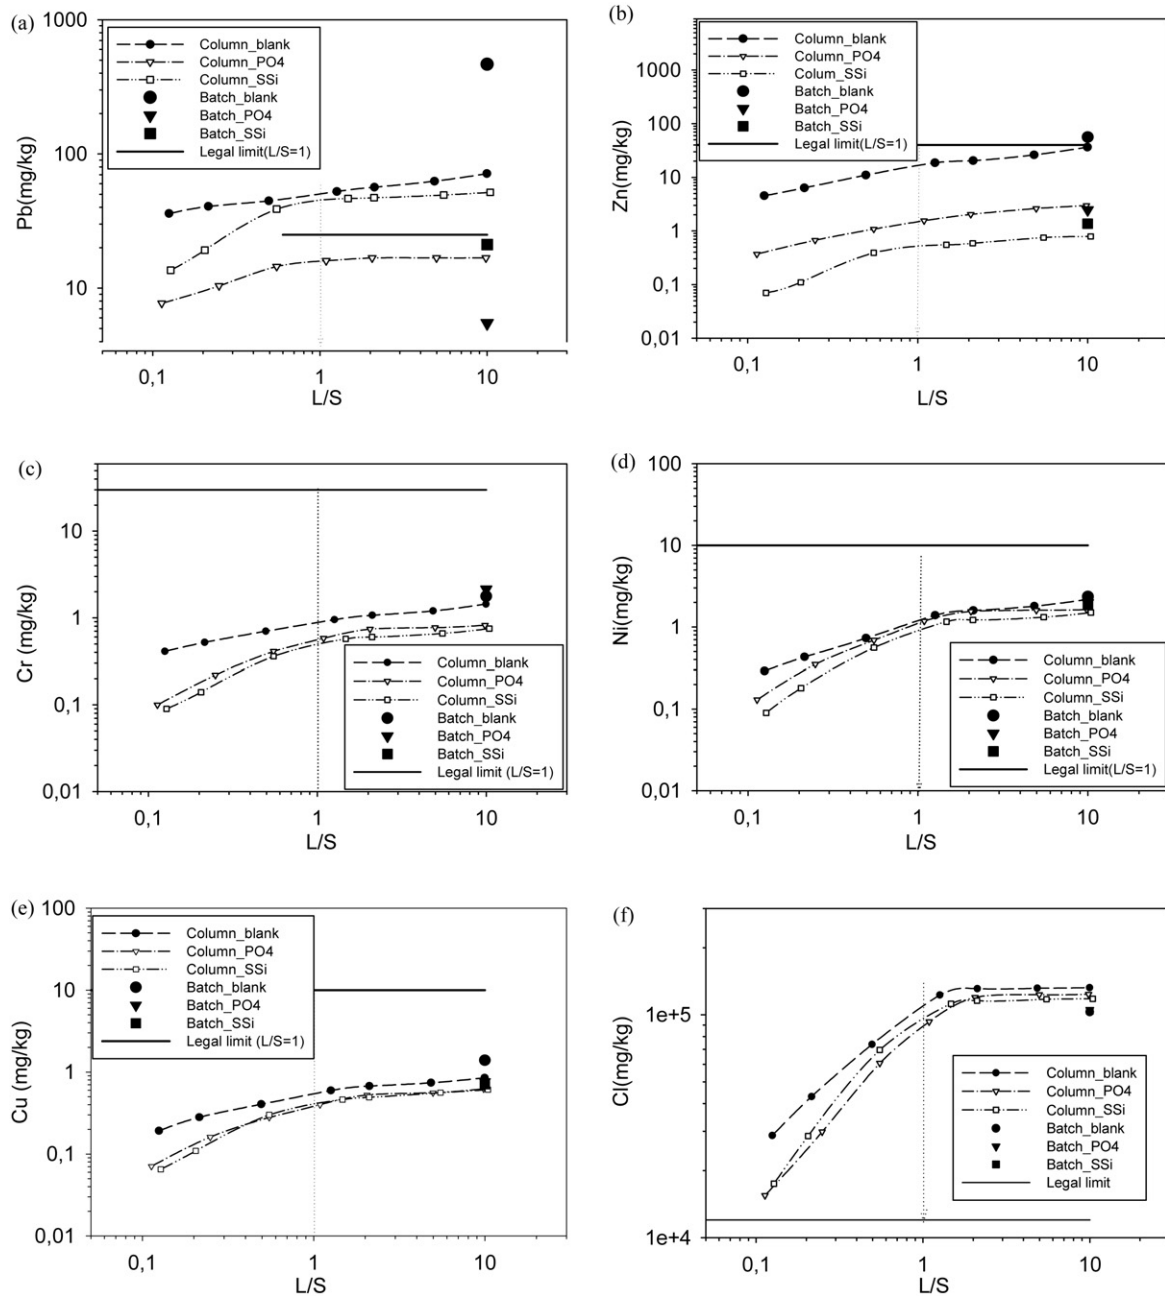 (a)
1000
100
10
Pb(mg/kg)
Column_blank
Column_PO4
Column_SSi
Batch_blank
Batch_PO4
Batch_SSi
Legal limit(L/S=1)
0,1
1
10
L/S
(b)
1000
100
10
1
0,1
0,01
Zn(mg/kg)
Column_blank
Column_PO4
Colum_SSi
Batch_blank
Batch_PO4
Batch_SSi
Legal limit(L/S=1)
0,1
1
10
L/S
(c)
10
1
0,1
0,01
Cr (mg/kg)
Column_blank
Column_PO4
Column_SSi
Batch_blank
Batch_PO4
Batch_SSi
Legal limit (L/S=1)
0,1
1
10
L/S
(d)
100
10
1
0,1
0,01
Ni(mg/kg)
Column_blank
Column_PO4
Column_SSi
Batch_blank
Batch_PO4
Batch_SSi
Legal limit(L/S=1)
0,1
1
10
L/S
(e)
100
10
1
0,1
0,01
Cu (mg/kg)
Column_blank
Column_PO4
Column_SSi
Batch_blank
Batch_PO4
Batch_SSi
Legal limit (L/S=1)
0,1
1
10
L/S
(f)
1e+5
1e+4
Cl(mg/kg)
Column_blank
Column_PO4
Column_SSi
Batch_blank
Batch_PO4
Batch_SSi
Legal limit
0,1
1
10
L/S